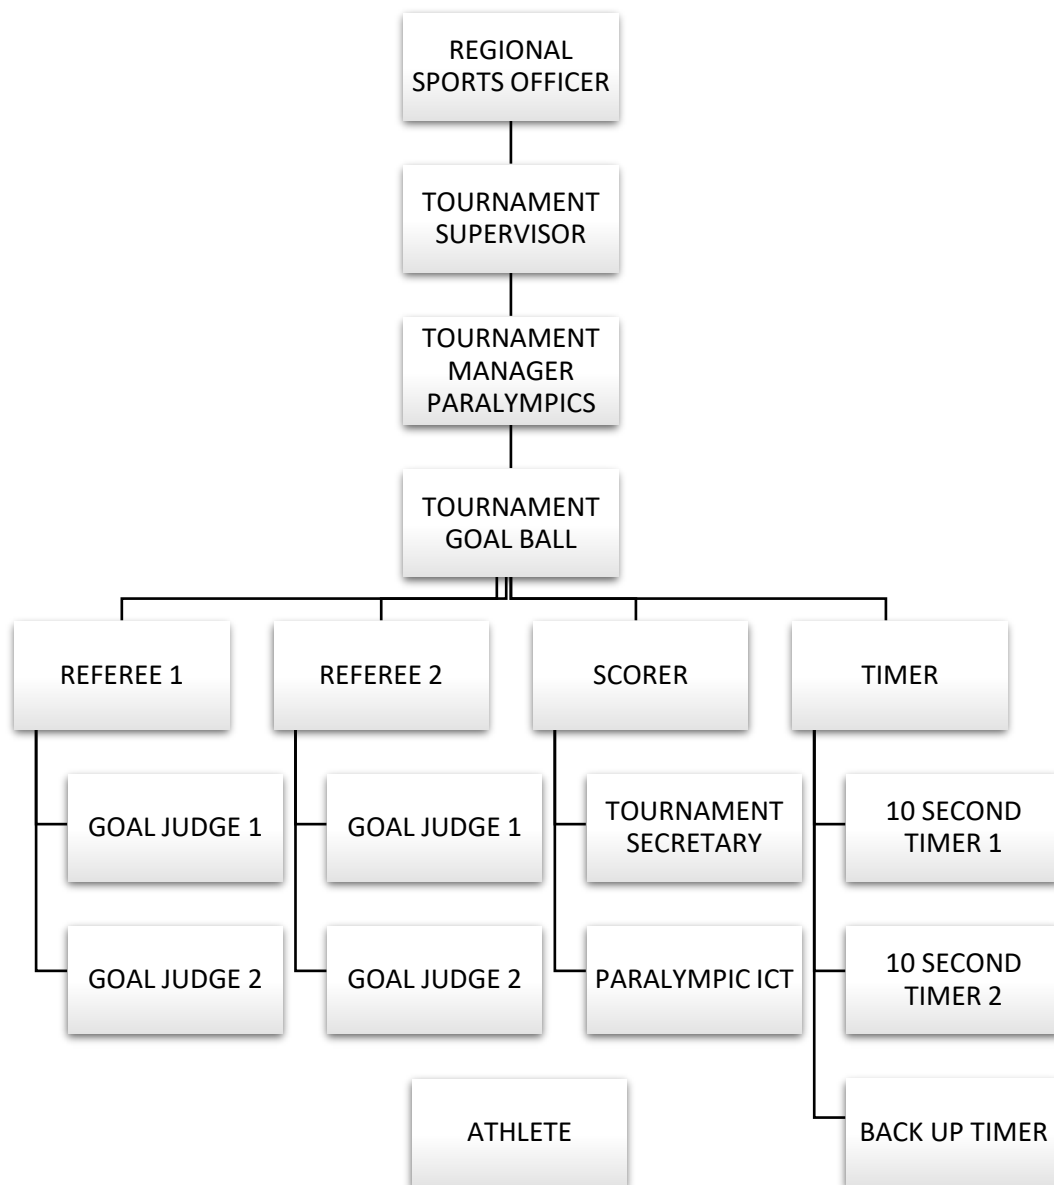 REGIONAL
SPORTS OFFICER
TOURNAMENT
SUPERVISOR
TOURNAMENT
MANAGER
PARALYMPICS
TOURNAMENT
GOAL BALL
REFEREE 1
REFEREE 2
SCORER
TIMER
GOAL JUDGE 1
GOAL JUDGE 1
TOURNAMENT
SECRETARY
10 SECOND
TIMER 1
GOAL JUDGE 2
GOAL JUDGE 2
PARALYMPIC ICT
10 SECOND
TIMER 2
ATHLETE
BACK UP TIMER